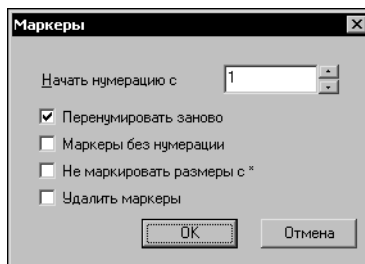 Маркеры
Начать нумерацию с 1
Перенумировать заново
Маркеры без нумерации
Не маркировать размеры с *
Удалить маркеры
OK Отмена